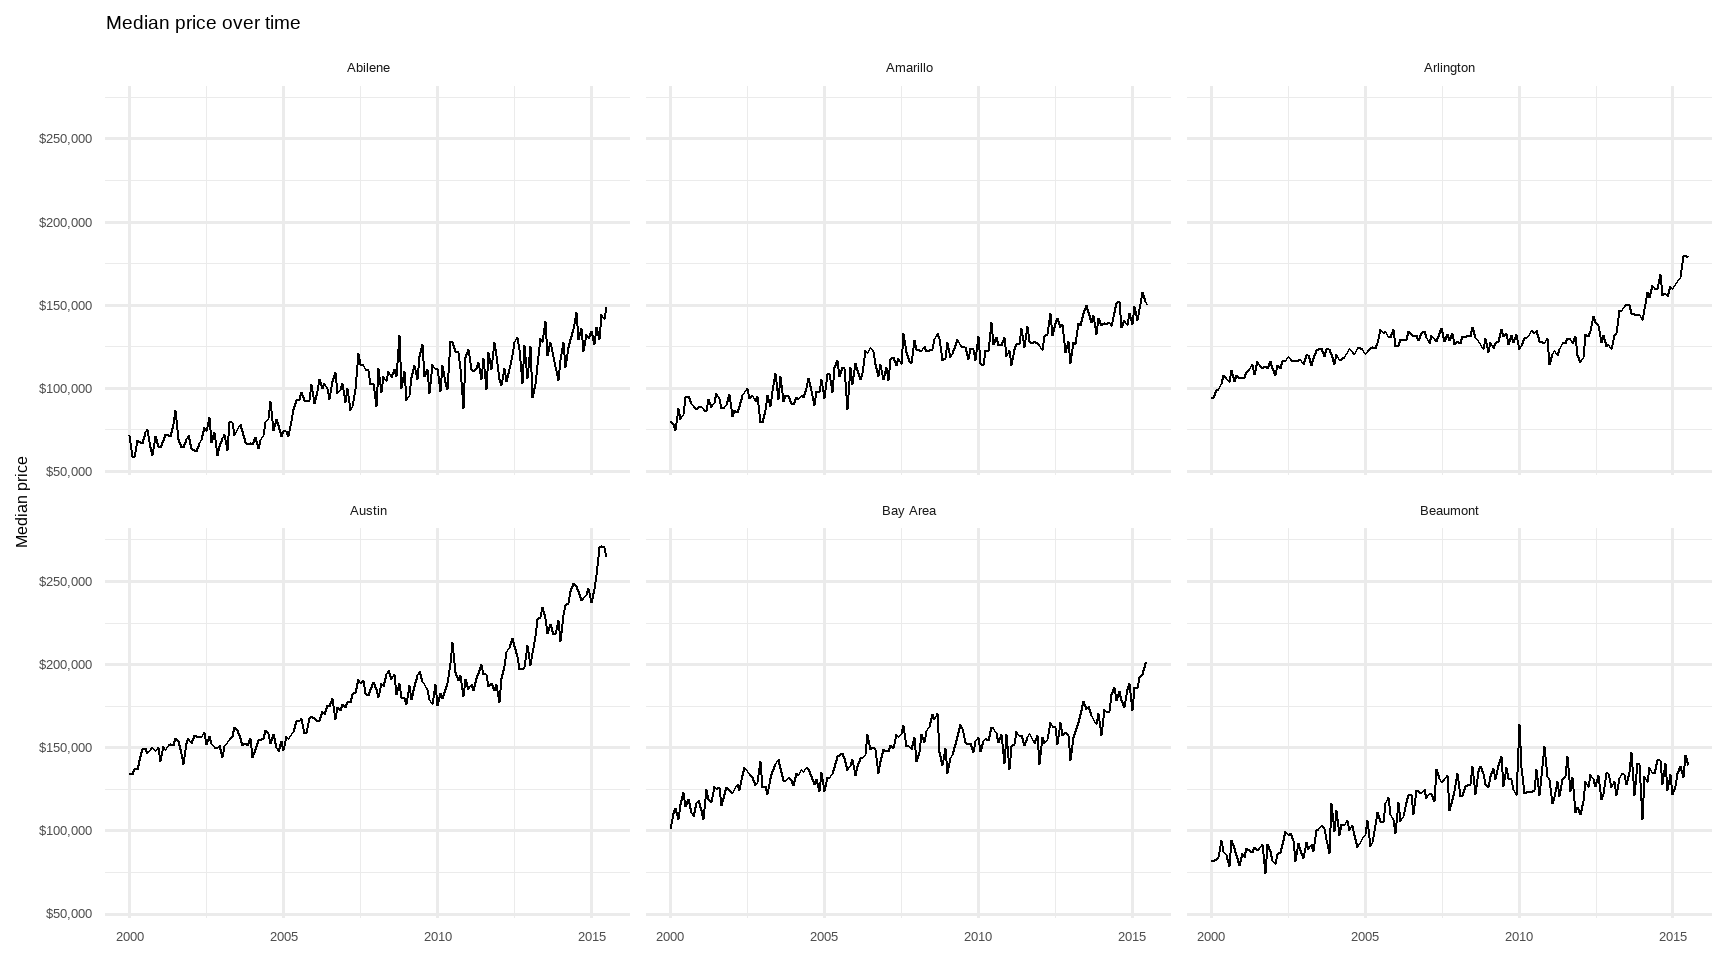 Median price over time
Abilene
Amarillo
Arlington
$250,000
$200,000
$150,000
$100,000
$50,000
Median price
Austin
Bay Area
Beaumont
$250,000
$200,000
$150,000
$100,000
$50,000
2000 2005 2010 2015
2000 2005 2010 2015
2000 2005 2010 2015